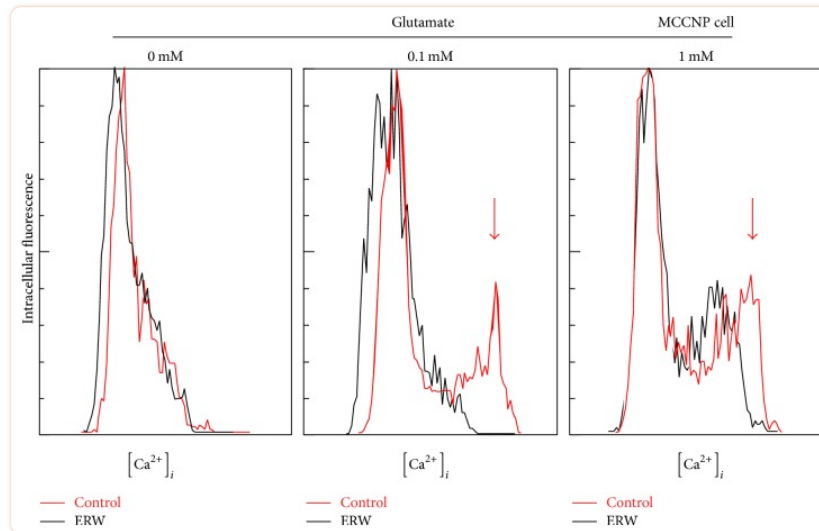 Glutamate MCCNP cell
0 mM 0.1 mM 1 mM
Intracellular fluorescence
[Ca²⁺]ᵢ [Ca²⁺]ᵢ [Ca²⁺]ᵢ
Control Control Control
ERW ERW ERW